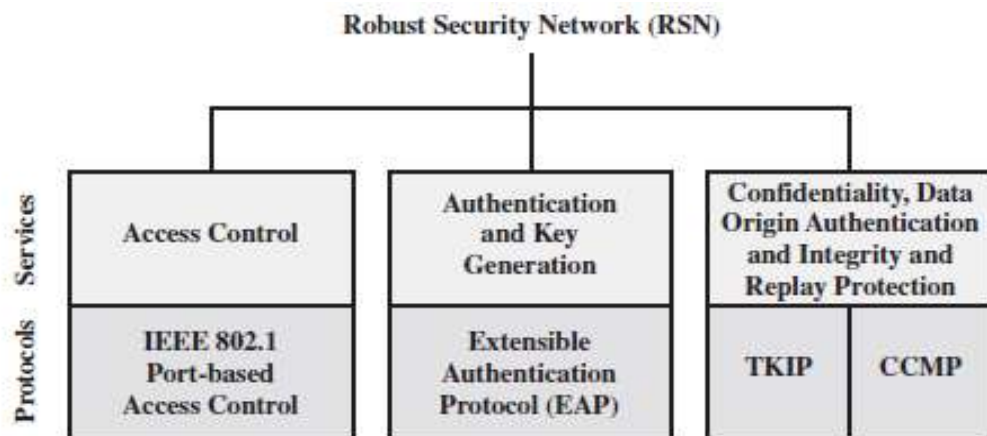 Robust Security Network (RSN)
Services
Access Control
Authentication
and Key
Generation
Confidentiality, Data
Origin Authentication
and Integrity and
Replay Protection
Protocols
IEEE 802.1
Port-based
Access Control
Extensible
Authentication
Protocol (EAP)
TKIP
CCMP